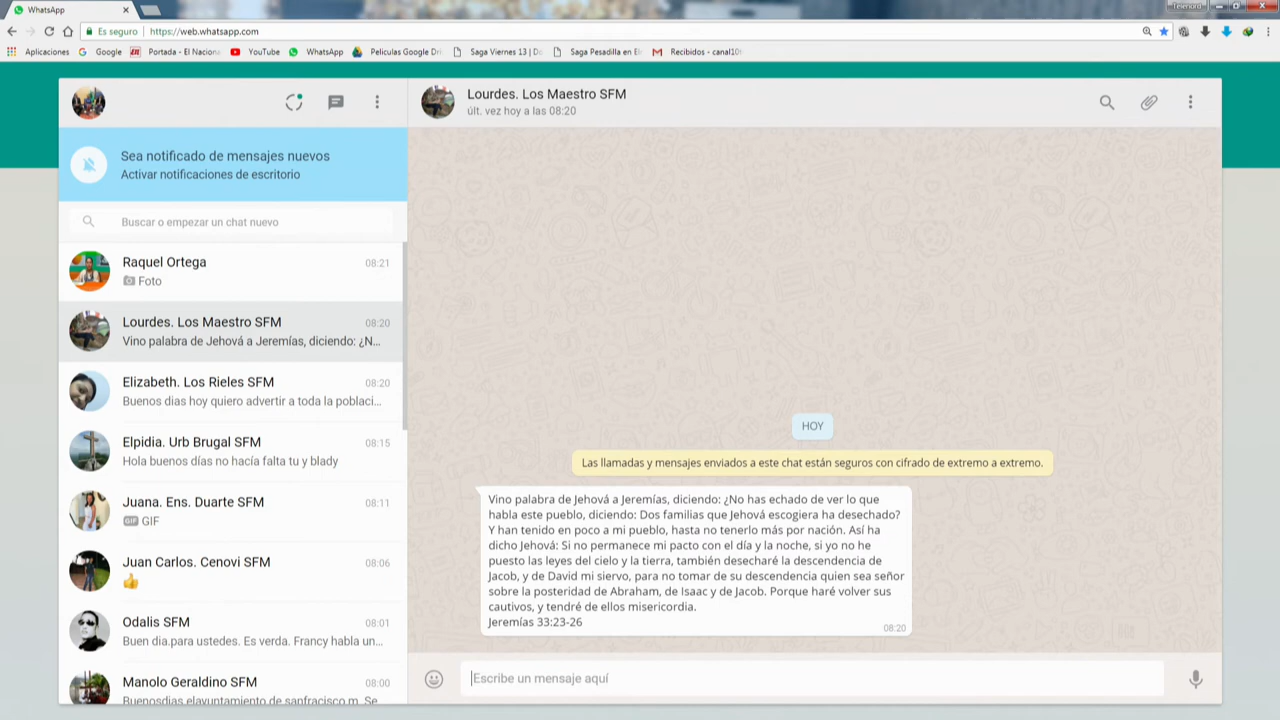 WhatsApp
Telenord
Es seguro
https://web.whatsapp.com
Aplicaciones
Google
Portada - El Naciona
YouTube
WhatsApp
Peliculas Google Dri
Saga Viernes 13 | Do
Saga Pesadilla en El
Recibidos - canal10
Sea notificado de mensajes nuevos
Activar notificaciones de escritorio
Buscar o empezar un chat nuevo
Raquel Ortega
08:21
Foto
Lourdes. Los Maestro SFM
08:20
Vino palabra de Jehová a Jeremías, diciendo: ¿N...
Elizabeth. Los Rieles SFM
08:20
Buenos dias hoy quiero advertir a toda la poblaci...
Elpidia. Urb Brugal SFM
08:15
Hola buenos días no hacía falta tu y blady
Juana. Ens. Duarte SFM
08:11
GIF GIF
Juan Carlos. Cenovi SFM
08:06
👍
Odalis SFM
08:01
Buen dia.para ustedes. Es verda. Francy habla un...
Manolo Geraldino SFM
08:00
Buenosdias elayuntamiento de sanfracisco m. Se
Lourdes. Los Maestro SFM
últ. vez hoy a las 08:20
HOY
Las llamadas y mensajes enviados a este chat están seguros con cifrado de extremo a extremo.
Vino palabra de Jehová a Jeremías, diciendo: ¿No has echado de ver lo que
habla este pueblo, diciendo: Dos familias que Jehová escogiera ha desechado?
Y han tenido en poco a mi pueblo, hasta no tenerlo más por nación. Así ha
dicho Jehová: Si no permanece mi pacto con el día y la noche, si yo no he
puesto las leyes del cielo y la tierra, también desecharé la descendencia de
Jacob, y de David mi siervo, para no tomar de su descendencia quien sea señor
sobre la posteridad de Abraham, de Isaac y de Jacob. Porque haré volver sus
cautivos, y tendré de ellos misericordia.
Jeremías 33:23-26
08:20
Escribe un mensaje aquí